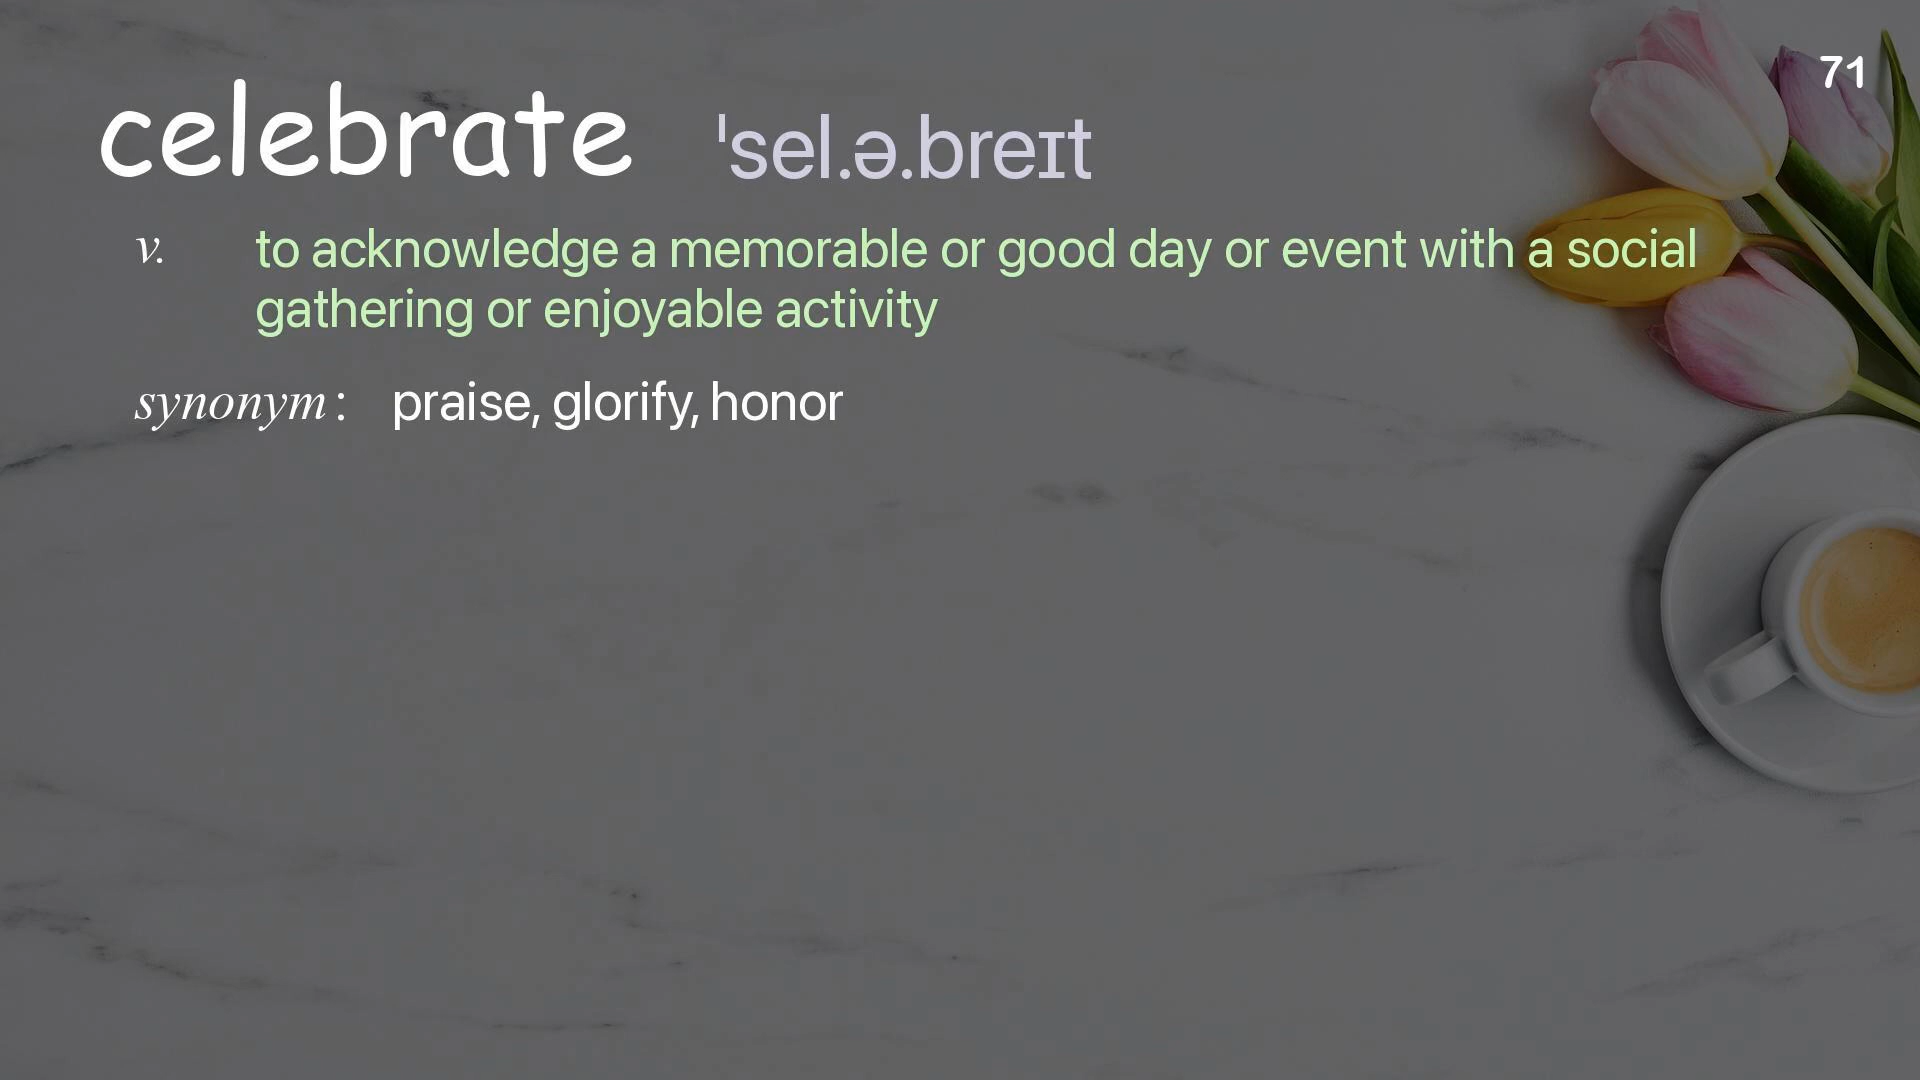 71
celebrate ˈsel.ə.breɪt
v. to acknowledge a memorable or good day or event with a social
gathering or enjoyable activity
synonym: praise, glorify, honor